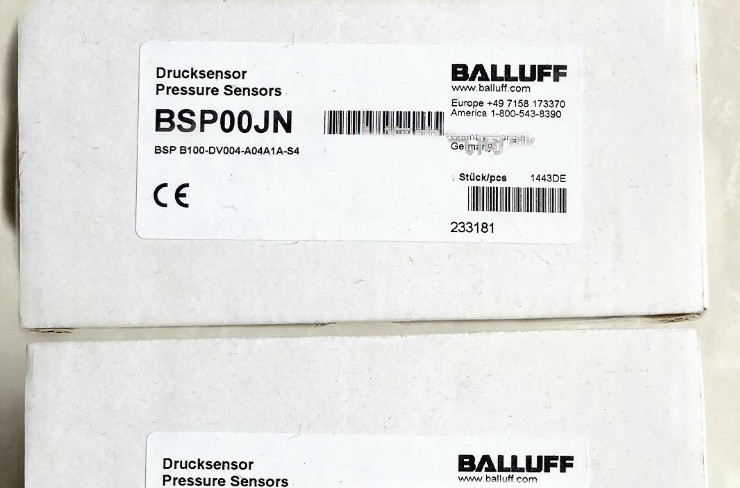 Drucksensor
Pressure Sensors
BSP00JN
BSP B100-DV004-A04A1A-S4
CE
BALLUFF
www.balluff.com
Europe +49 7158 173370
America 1-800-543-8390
Stück/pcs 1443DE
233181
Drucksensor
Pressure Sensors
BALLUFF
www.balluff.com